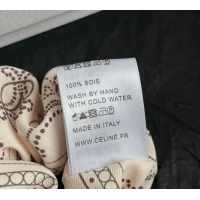 100% SOIE
WASH BY HAND
WITH COLD WATER
MADE IN ITALY
WWW.CELINE.FR